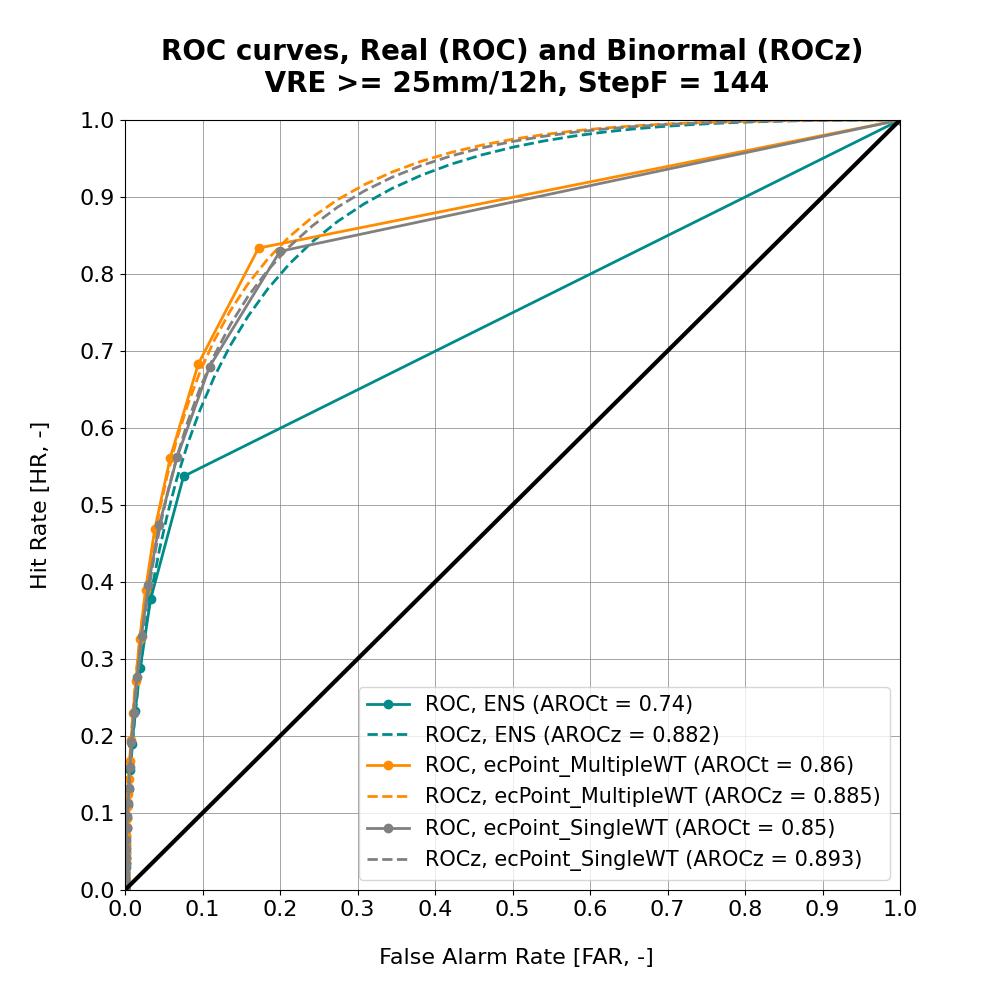 ROC curves, Real (ROC) and Binormal (ROCz)
VRE >= 25mm/12h, StepF = 144
1.0
0.9
0.8
0.7
0.6
0.5
0.4
0.3
0.2
0.1
0.0
Hit Rate [HR, -]
ROC, ENS (AROCt = 0.74)
ROCz, ENS (AROCz = 0.882)
ROC, ecPoint_MultipleWT (AROCt = 0.86)
ROCz, ecPoint_MultipleWT (AROCz = 0.885)
ROC, ecPoint_SingleWT (AROCt = 0.85)
ROCz, ecPoint_SingleWT (AROCz = 0.893)
0.0 0.1 0.2 0.3 0.4 0.5 0.6 0.7 0.8 0.9 1.0
False Alarm Rate [FAR, -]